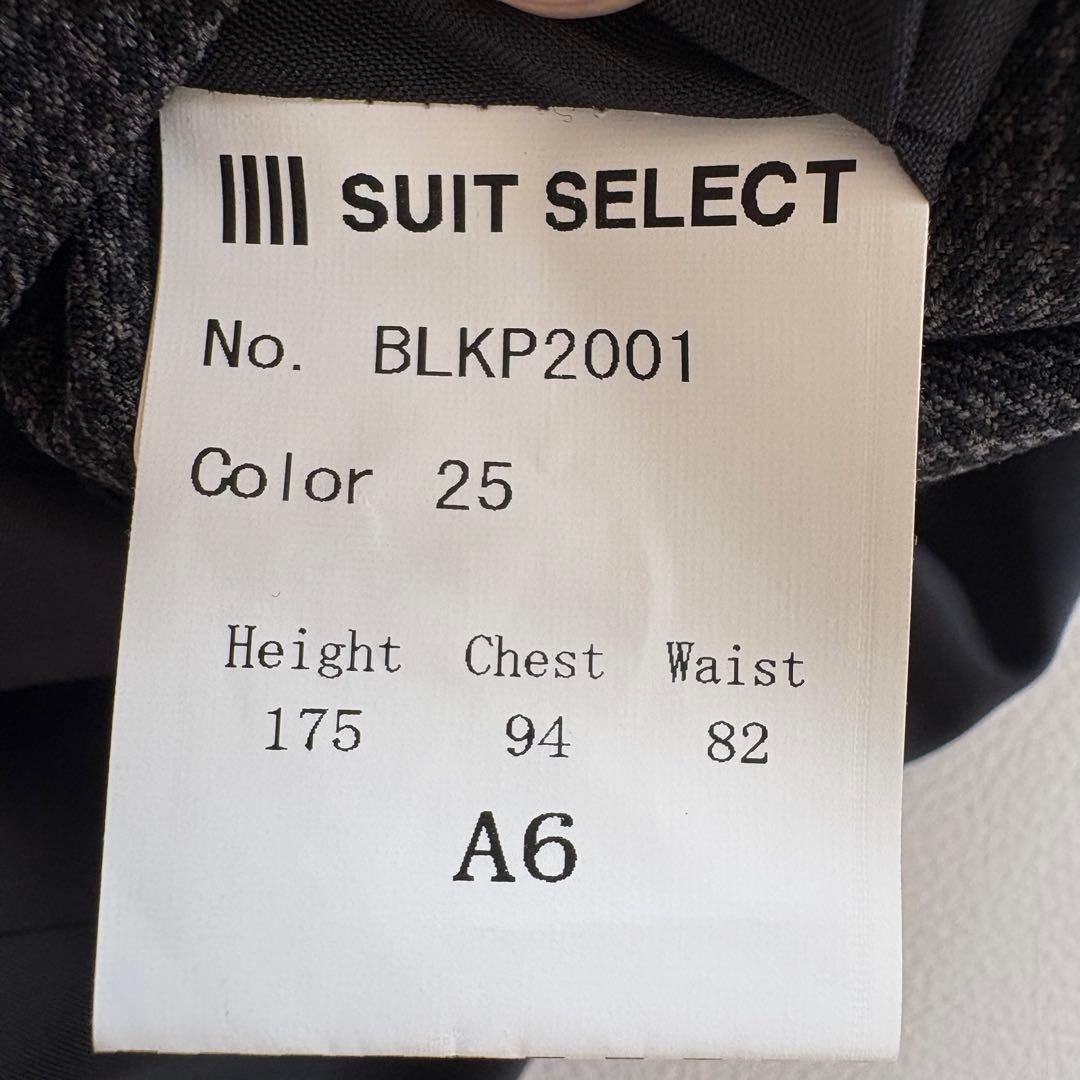 SUIT SELECT
No. BLKP2001
Color 25
Height Chest Waist
175 94 82
A6